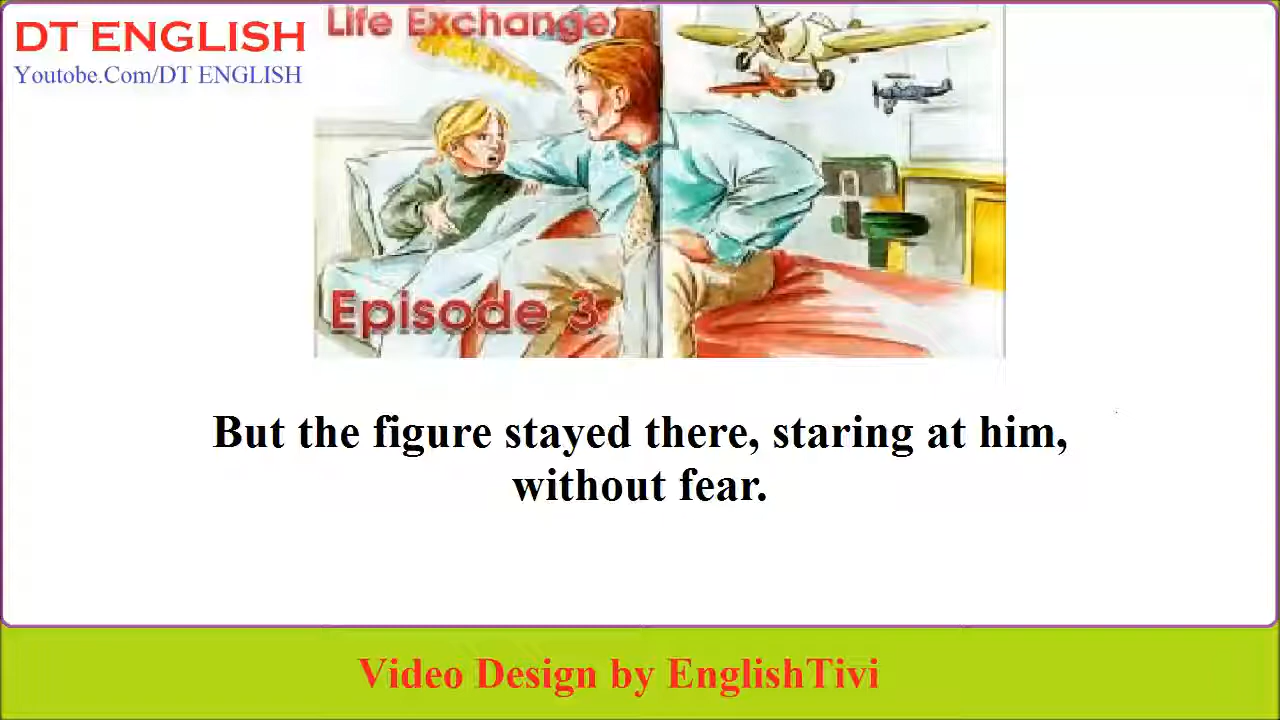 DT ENGLISH
Youtobe.Com/DT ENGLISH
Life Exchange
Episode 3
But the figure stayed there, staring at him,
without fear.
Video Design by EnglishTivi